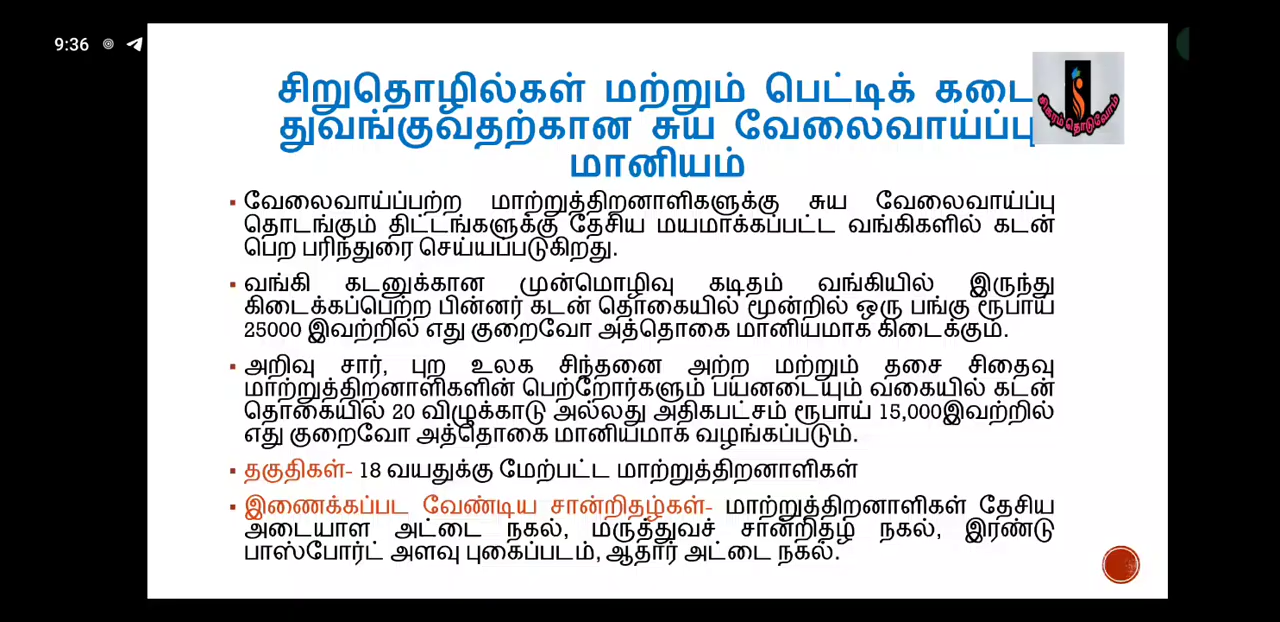 9:36
சிறுதொழில்கள் மற்றும் பெட்டிக் கடை
துவங்குவதற்கான சுய வேலைவாய்ப்பு
மானியம்
சிகரம் தொடுவோம்
▪ வேலைவாய்ப்பற்ற மாற்றுத்திறனாளிகளுக்கு சுய வேலைவாய்ப்பு
தொடங்கும் திட்டங்களுக்கு தேசிய மயமாக்கப்பட்ட வங்கிகளில் கடன்
பெற பரிந்துரை செய்யப்படுகிறது.
▪ வங்கி கடனுக்கான முன்மொழிவு கடிதம் வங்கியில் இருந்து
கிடைக்கப்பெற்ற பின்னர் கடன் தொகையில் மூன்றில் ஒரு பங்கு ரூபாய்
25000 இவற்றில் எது குறைவோ அத்தொகை மானியமாக கிடைக்கும்.
▪ அறிவு சார், புற உலக சிந்தனை அற்ற மற்றும் தசை சிதைவு
மாற்றுத்திறனாளிகளின் பெற்றோர்களும் பயனடையும் வகையில் கடன்
தொகையில் 20 விழுக்காடு அல்லது அதிகபட்சம் ரூபாய் 15,000இவற்றில்
எது குறைவோ அத்தொகை மானியமாக வழங்கப்படும்.
▪ தகுதிகள்- 18 வயதுக்கு மேற்பட்ட மாற்றுத்திறனாளிகள்
▪ இணைக்கப்பட வேண்டிய சான்றிதழ்கள்- மாற்றுத்திறனாளிகள் தேசிய
அடையாள அட்டை நகல், மருத்துவச் சான்றிதழ் நகல், இரண்டு
பாஸ்போர்ட் அளவு புகைப்படம், ஆதார் அட்டை நகல்.